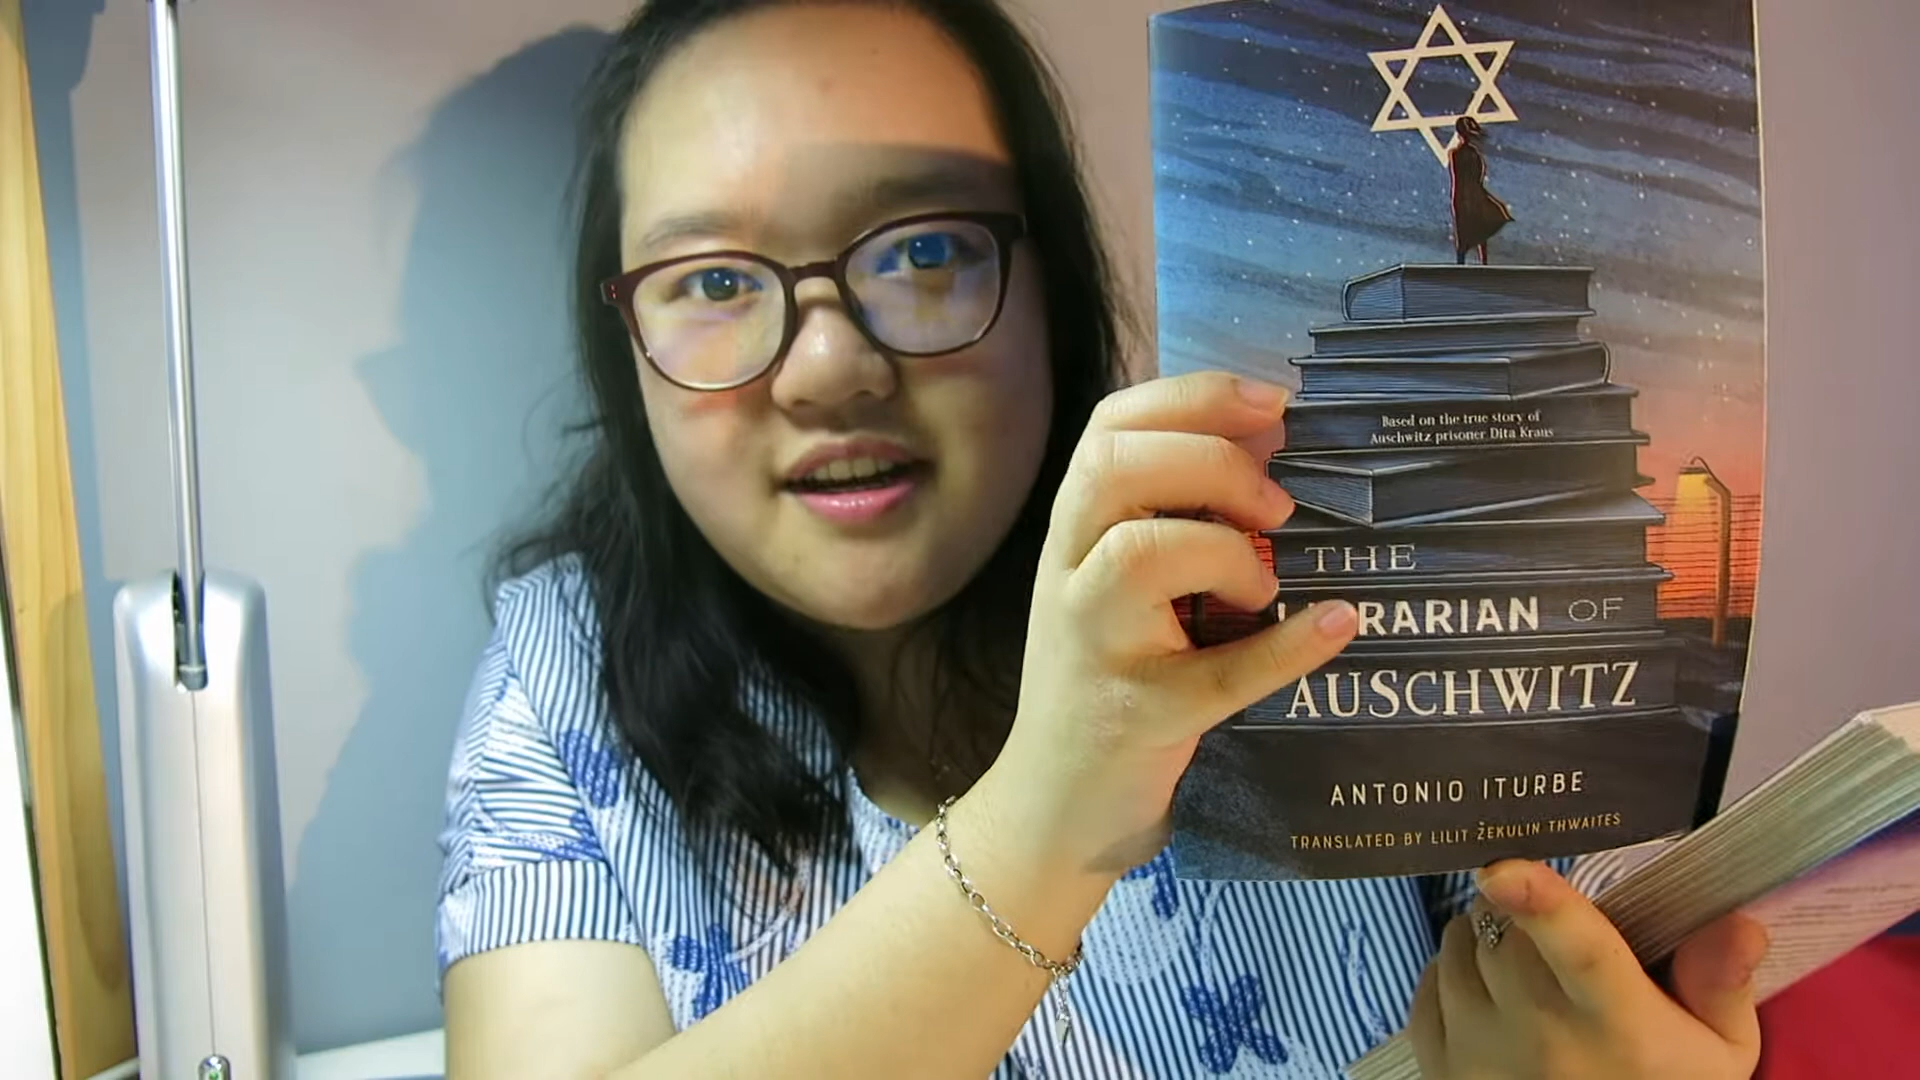 Based on the true story of
Auschwitz prisoner Dita Kraus
THE
OF
AUSCHWITZ
ANTONIO ITURBE
TRANSLATED BY LILIT ŽEKULIN THWAITES